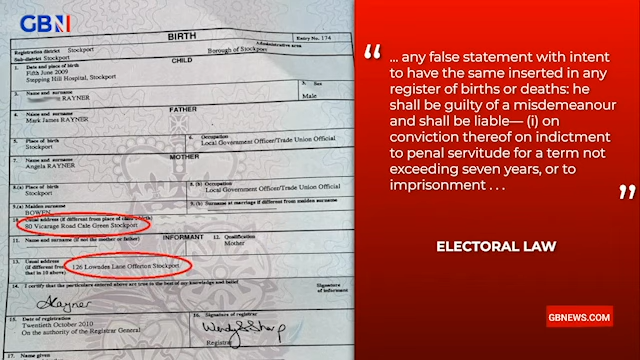 GBN
BIRTH
Entry No. 174
Registration district Stockport
Administrative area
Sub-district Stockport
Borough of Stockport
CHILD
1. Date and place of birth
Fifth June 2009
Stepping Hill Hospital, Stockport
2. Name and surname
RAYNER
3. Sex
Male
FATHER
4. Name and surname
Mark James RAYNER
5. Place of birth
Stockport
6. Occupation
Local Government Officer/Trade Union Official
MOTHER
7. Name and surname
Angela RAYNER
8.(a) Place of birth
Stockport
8.(b) Occupation
Local Government Officer/Trade Union Official
9.(a) Maiden surname
BOWEN
9.(b) Surname at marriage if different from maiden surname
10. Usual address (if different from place of child's birth)
80 Vicarage Road Cale Green Stockport
INFORMANT
11. Name and surname (if not the mother or father)
12. Qualification
Mother
13. Usual address
(if different from that in 10 above)
126 Lowndes Lane Offerton Stockport
14. I certify that the particulars entered above are true to the best of my knowledge and belief
ARayner
Signature
of informant
15. Date of registration
Twentieth October 2010
On the authority of the Registrar General
16. Signature of registrar
Wendy S Sharp
Registrar
17. Name given
“ ... any false statement with intent
to have the same inserted in any
register of births or deaths: he
shall be guilty of a misdemeanour
and shall be liable— (i) on
conviction thereof on indictment
to penal servitude for a term not
exceeding seven years, or to
imprisonment . . . ”
ELECTORAL LAW
GBNEWS.COM